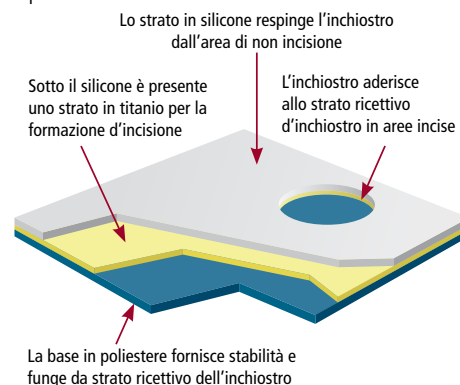 Lo strato in silicone respinge l'inchiostro
dall'area di non incisione
Sotto il silicone è presente
uno strato in titanio per la
formazione d'incisione
L'inchiostro aderisce
allo strato ricettivo
d'inchiostro in aree incise
La base in poliestere fornisce stabilità e
funge da strato ricettivo dell'inchiostro